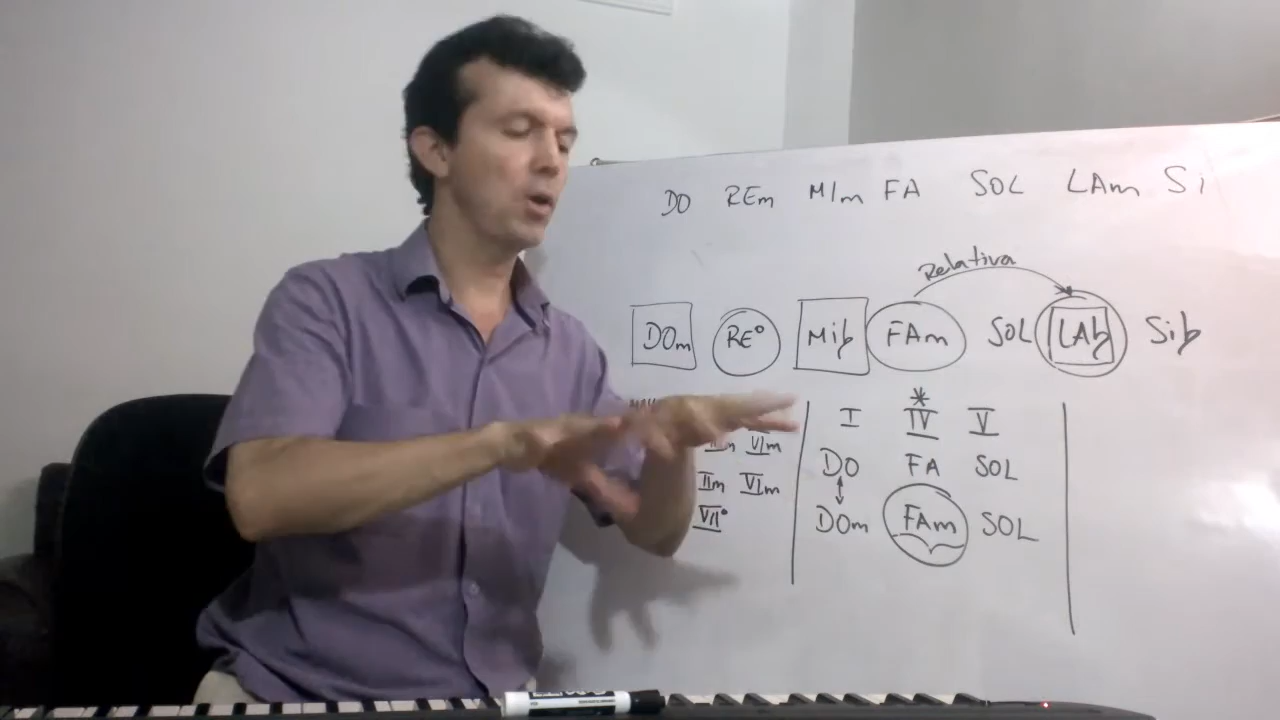 DO REm MIm FA SOL LAm Si
Relativa
DOm RE° Mib FAm SOL LAb Sib
*
I IV V
VIm
DO FA SOL
IIm VIm
VII°
DOm FAm SOL